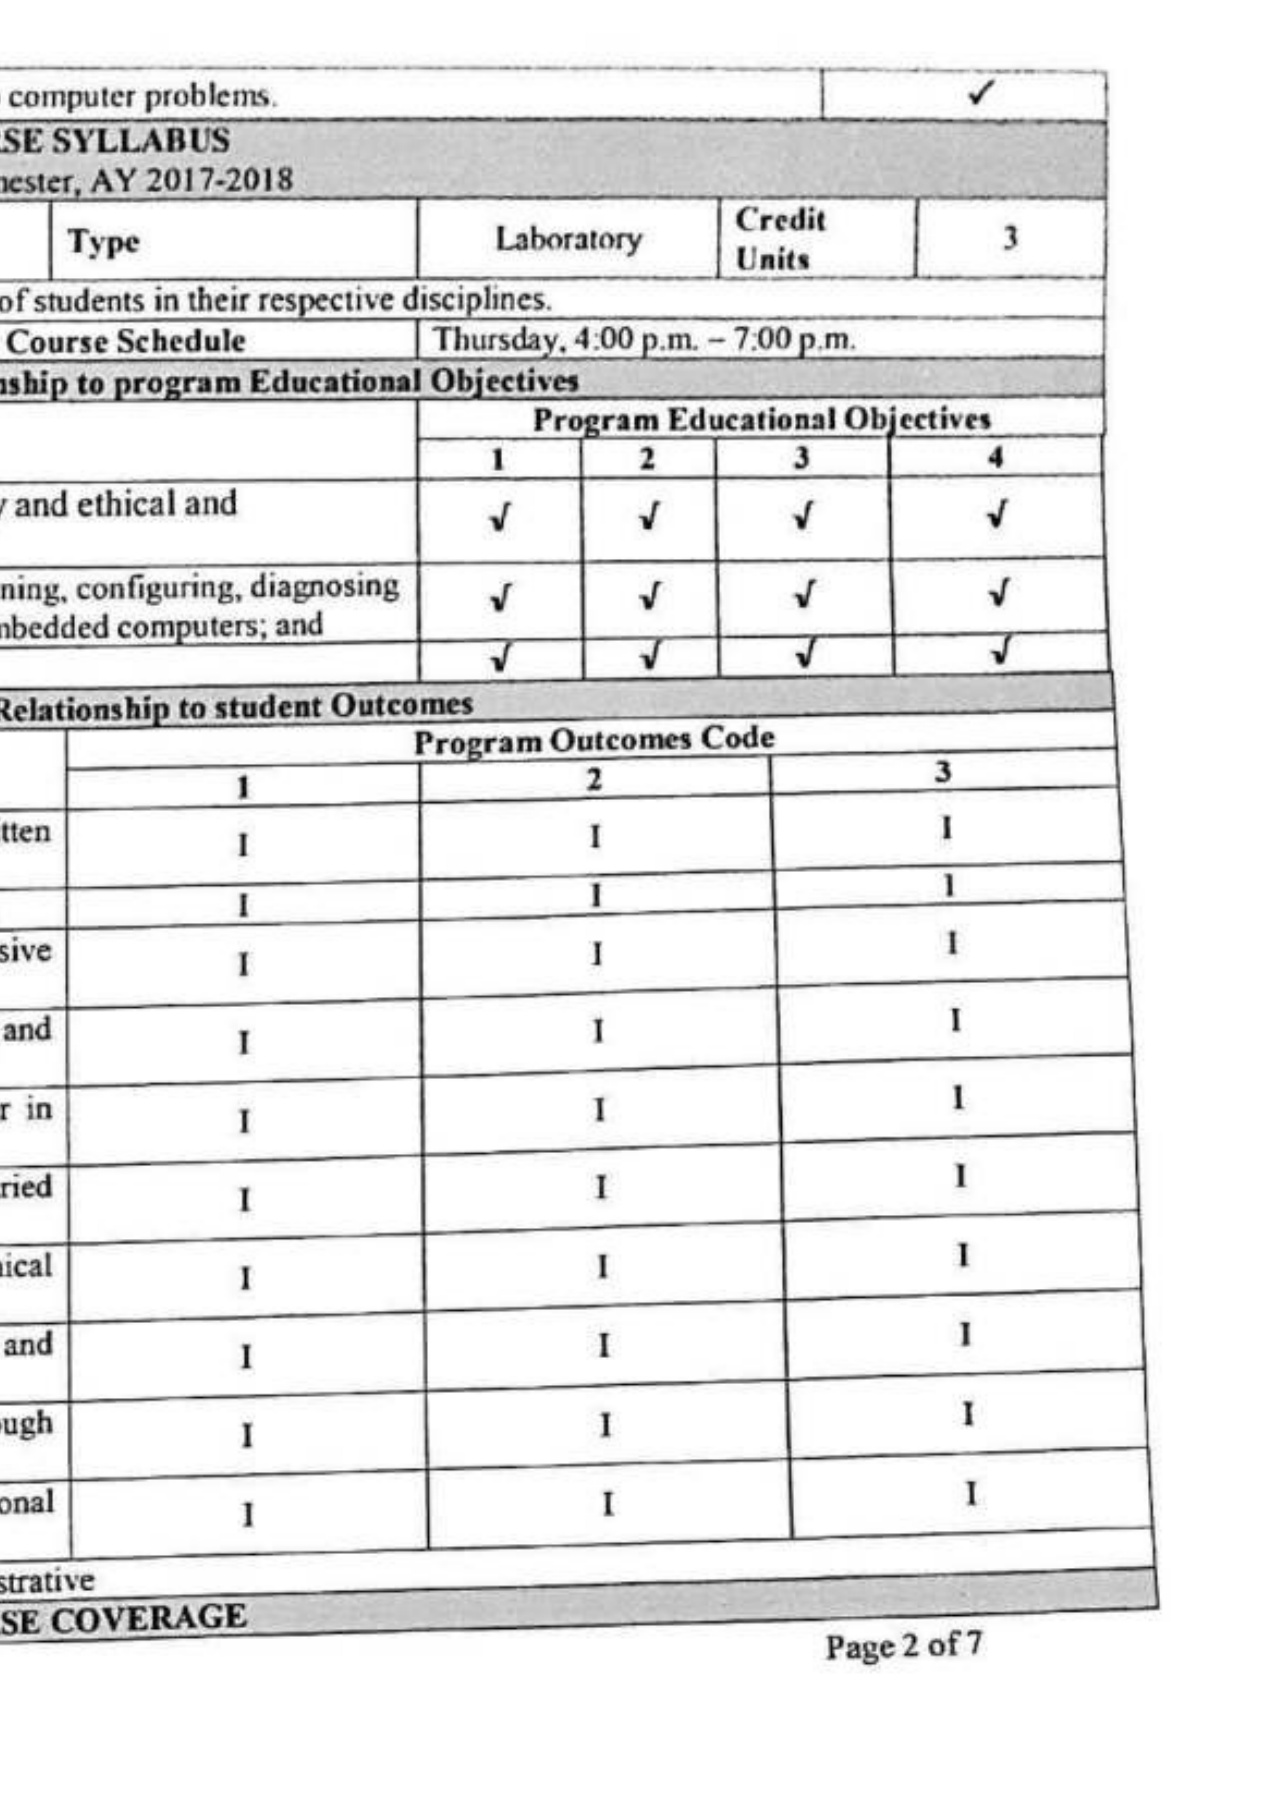 computer problems. ✓
SE SYLLABUS
nester, AY 2017-2018
Type Laboratory Credit Units 3
of students in their respective disciplines.
Course Schedule Thursday, 4:00 p.m. – 7:00 p.m.
nship to program Educational Objectives
Program Educational Objectives
1 2 3 4
y and ethical and √ √ √ √
ning, configuring, diagnosing √ √ √ √
mbedded computers; and
√ √ √ √
Relationship to student Outcomes
Program Outcomes Code
1 2 3
tten I I I
I I I
sive I I I
and I I I
r in I I I
ried I I I
nical I I I
and I I I
ough I I I
onal I I I
strative
SE COVERAGE
Page 2 of 7